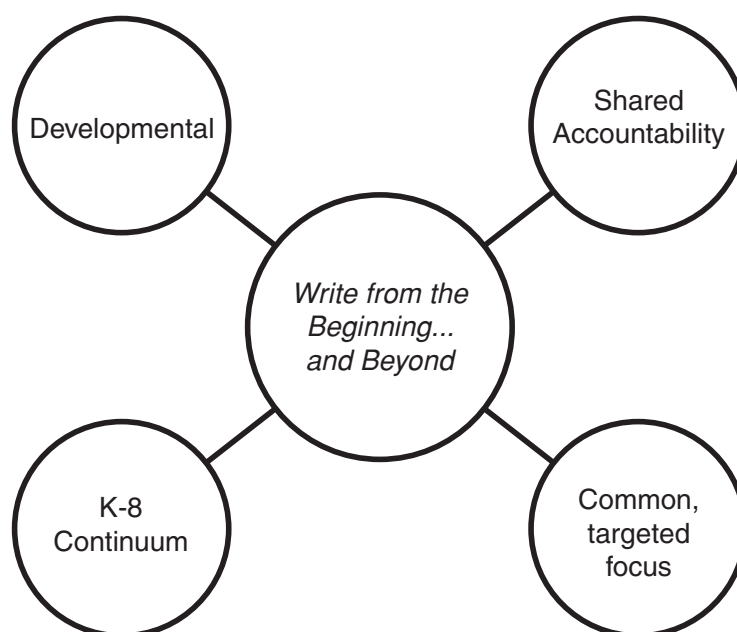 Developmental
Shared
Accountability
Write from the
Beginning...
and Beyond
K-8
Continuum
Common,
targeted
focus